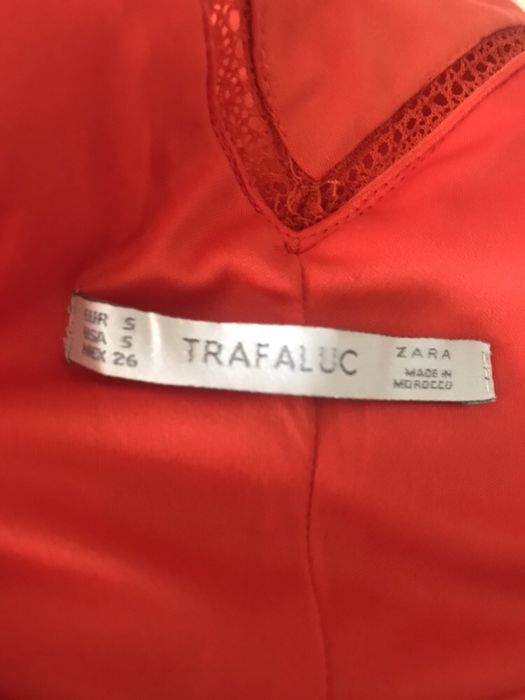 EUR S
USA S
MEX 26
TRAFALUC
ZARA
MADE IN
MOROCCO